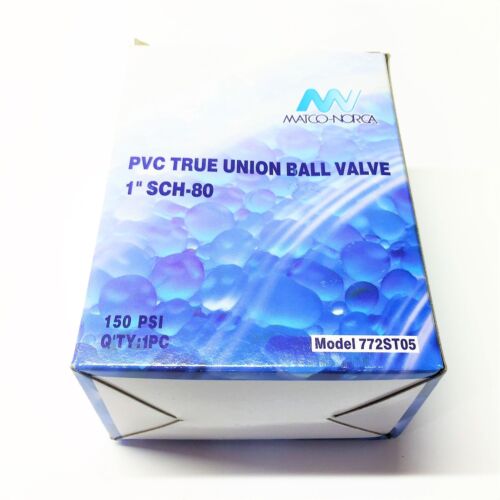 MATCO-NORCA
PVC TRUE UNION BALL VALVE
1" SCH-80
150 PSI
Q'TY:1PC
Model 772ST05